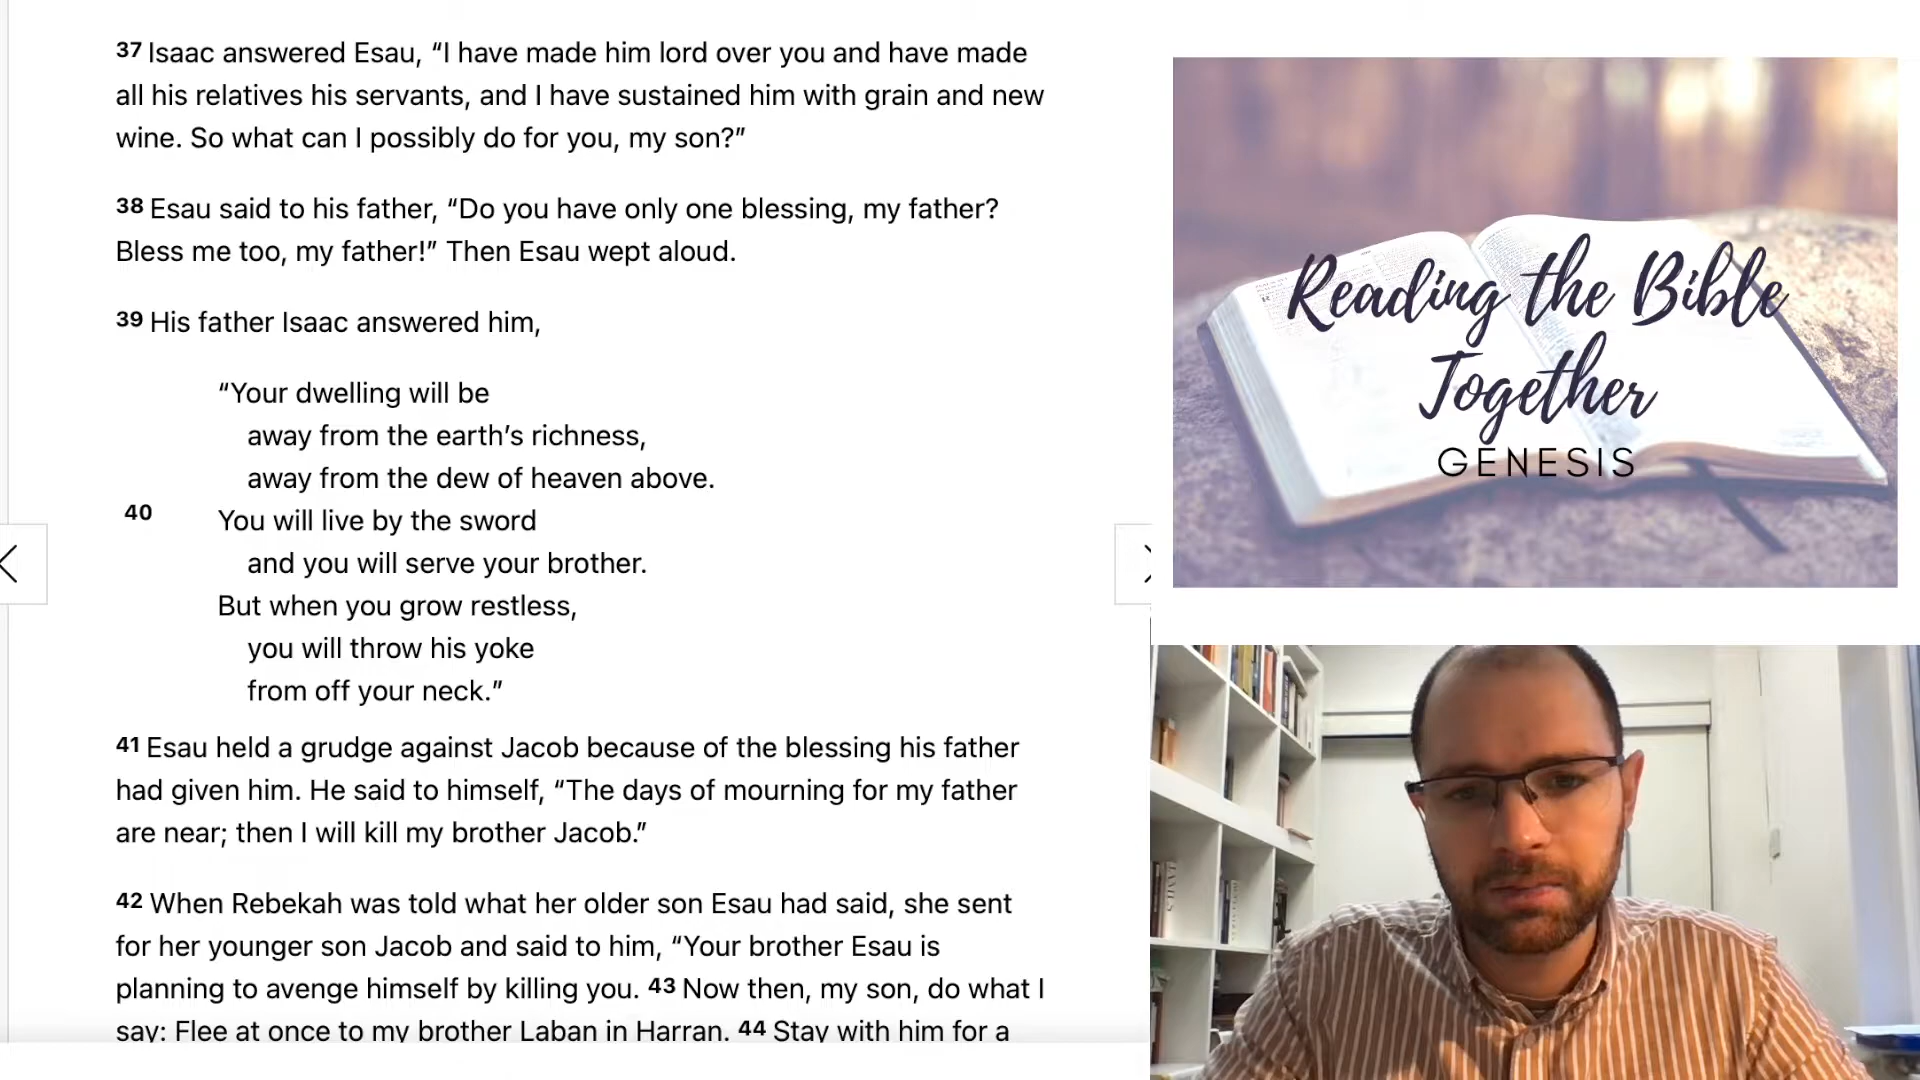 37 Isaac answered Esau, “I have made him lord over you and have made
all his relatives his servants, and I have sustained him with grain and new
wine. So what can I possibly do for you, my son?”
38 Esau said to his father, “Do you have only one blessing, my father?
Bless me too, my father!” Then Esau wept aloud.
39 His father Isaac answered him,
“Your dwelling will be
away from the earth’s richness,
away from the dew of heaven above.
40 You will live by the sword
and you will serve your brother.
But when you grow restless,
you will throw his yoke
from off your neck.”
41 Esau held a grudge against Jacob because of the blessing his father
had given him. He said to himself, “The days of mourning for my father
are near; then I will kill my brother Jacob.”
42 When Rebekah was told what her older son Esau had said, she sent
for her younger son Jacob and said to him, “Your brother Esau is
planning to avenge himself by killing you. 43 Now then, my son, do what I
say: Flee at once to my brother Laban in Harran. 44 Stay with him for a
Reading the Bible
Together
GENESIS